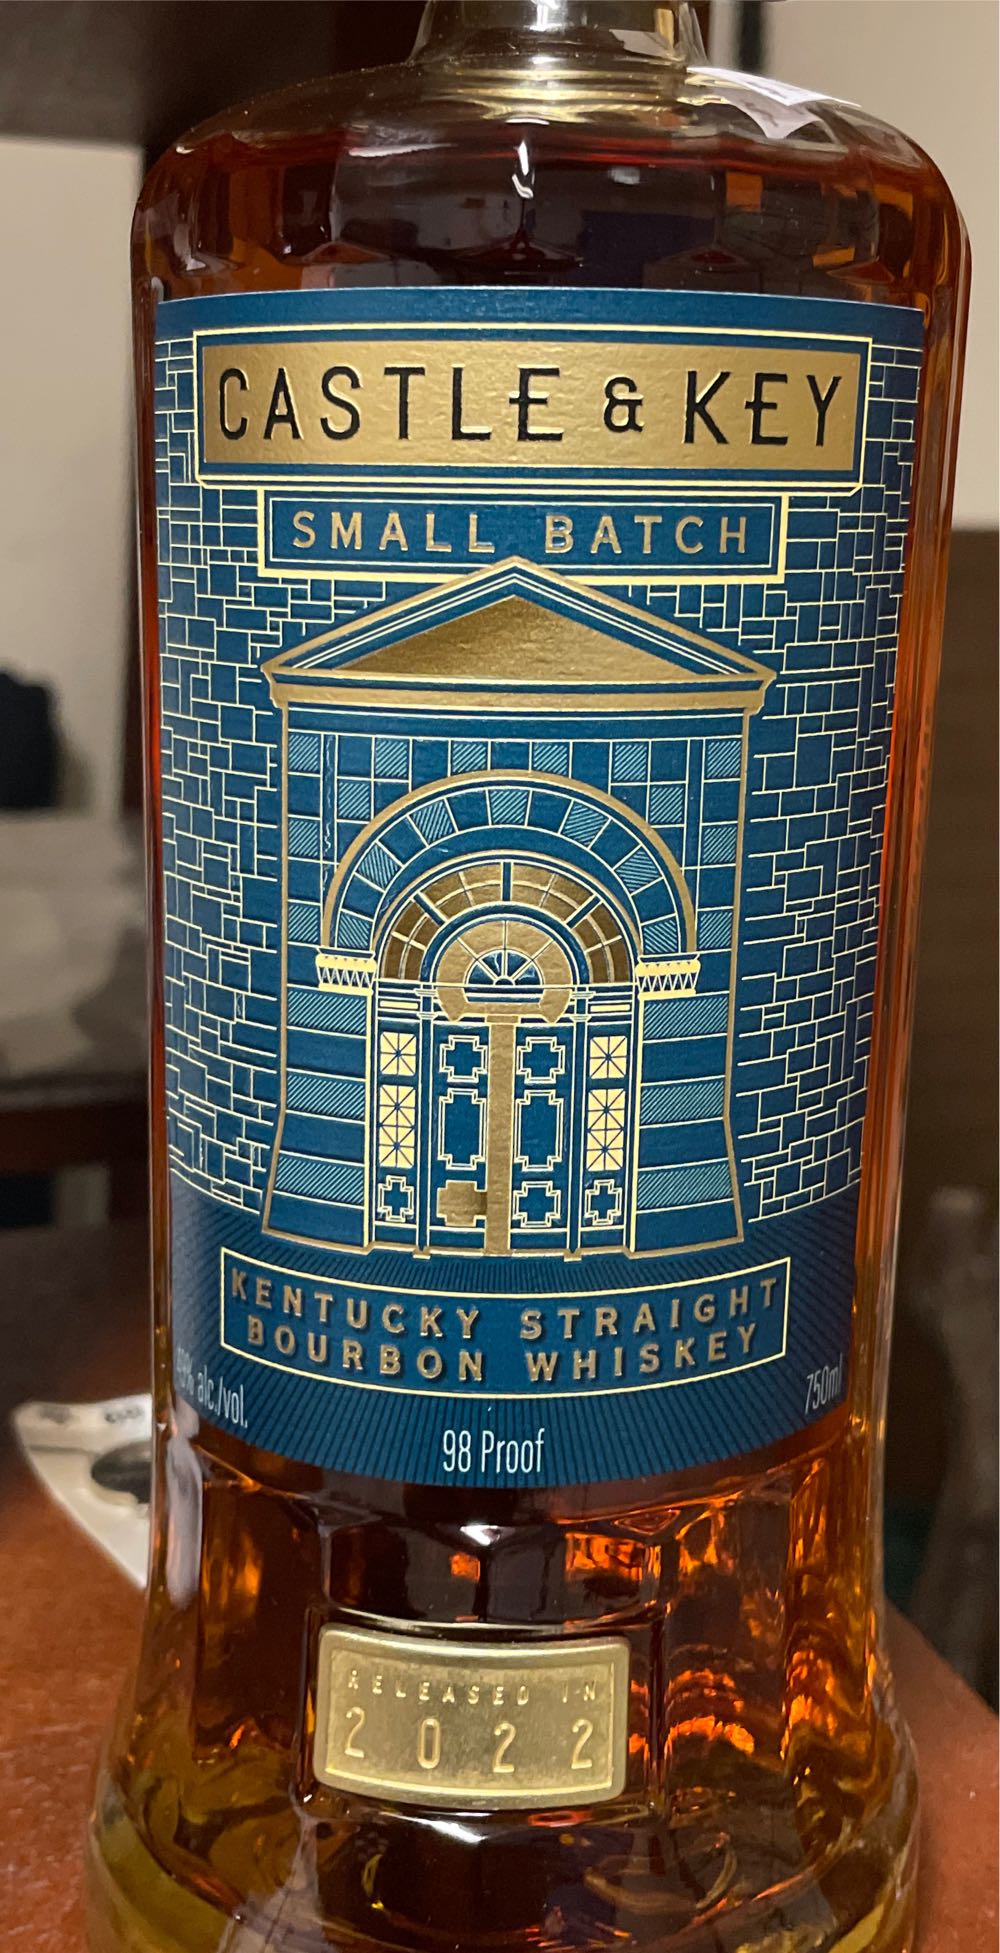 CASTLE & KEY
SMALL BATCH
KENTUCKY STRAIGHT
BOURBON WHISKEY
alc./vol.
750ml
98 Proof
RELEASED IN
2022